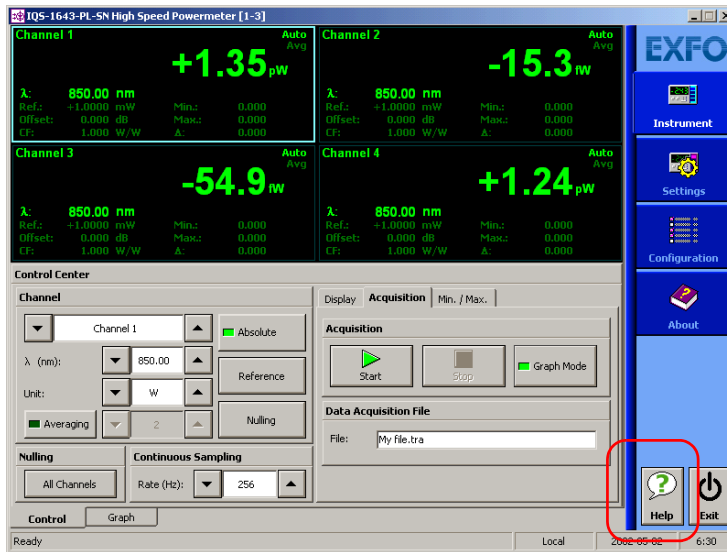 IQS-1643-PL-SN High Speed Powermeter [1-3]
Channel 1 Auto
Avg
+1.35 pW
λ: 850.00 nm
Ref.: +1.0000 mW Min.: 0.000
Offset: 0.000 dB Max.: 0.000
CF: 1.000 W/W Δ: 0.000
Channel 2 Auto
Avg
-15.3 fW
λ: 850.00 nm
Ref.: +1.0000 mW Min.: 0.000
Offset: 0.000 dB Max.: 0.000
CF: 1.000 W/W Δ: 0.000
Channel 3 Auto
Avg
-54.9 fW
λ: 850.00 nm
Ref.: +1.0000 mW Min.: 0.000
Offset: 0.000 dB Max.: 0.000
CF: 1.000 W/W Δ: 0.000
Channel 4 Auto
Avg
+1.24 pW
λ: 850.00 nm
Ref.: +1.0000 mW Min.: 0.000
Offset: 0.000 dB Max.: 0.000
CF: 1.000 W/W Δ: 0.000
Control Center
Channel
Channel 1
Absolute
λ (nm): 850.00
Reference
Unit: W
Averaging 2
Nulling
Nulling
All Channels
Continuous Sampling
Rate (Hz): 256
Display Acquisition Min. / Max.
Acquisition
Start Stop Graph Mode
Data Acquisition File
File: My file.tra
Control Graph
EXFO
Instrument
Settings
Configuration
About
Help Exit
Ready Local 2002-05-02 6:30